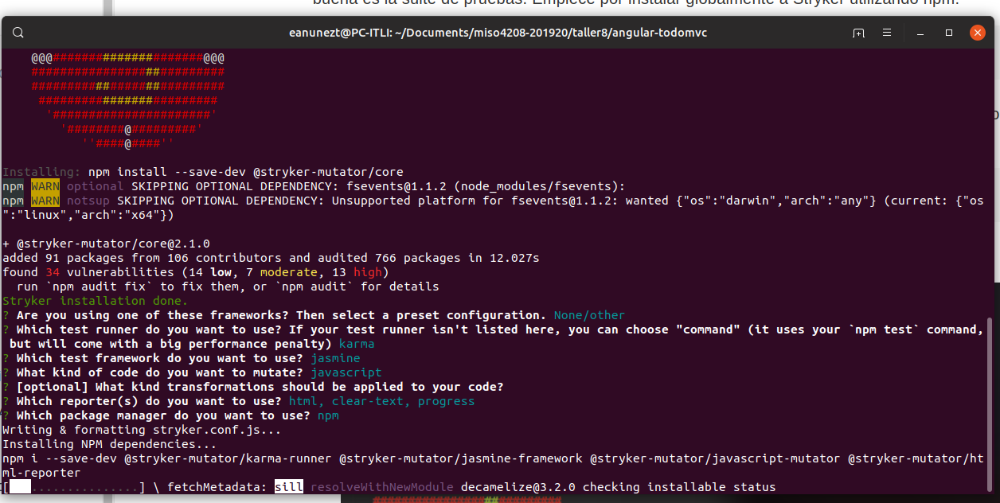 buena es la suite de pruebas. Empiece por instalar globalmente a Stryker utilizando npm.
eanunezt@PC-ITLI: ~/Documents/miso4208-201920/taller8/angular-todomvc
@@@#####################@@@
###########################
###########################
#########################
'######################'
'########@#########'
''####@####''
Installing: npm install --save-dev @stryker-mutator/core
npm WARN optional SKIPPING OPTIONAL DEPENDENCY: fsevents@1.1.2 (node_modules/fsevents):
npm WARN notsup SKIPPING OPTIONAL DEPENDENCY: Unsupported platform for fsevents@1.1.2: wanted {"os":"darwin","arch":"any"} (current: {"os
":"linux","arch":"x64"})
+ @stryker-mutator/core@2.1.0
added 91 packages from 106 contributors and audited 766 packages in 12.027s
found 34 vulnerabilities (14 low, 7 moderate, 13 high)
run `npm audit fix` to fix them, or `npm audit` for details
Stryker installation done.
? Are you using one of these frameworks? Then select a preset configuration. None/other
? Which test runner do you want to use? If your test runner isn't listed here, you can choose "command" (it uses your `npm test` command,
but will come with a big performance penalty) karma
? Which test framework do you want to use? jasmine
? What kind of code do you want to mutate? javascript
? [optional] What kind transformations should be applied to your code?
? Which reporter(s) do you want to use? html, clear-text, progress
? Which package manager do you want to use? npm
Writing & formatting stryker.conf.js...
Installing NPM dependencies...
npm i --save-dev @stryker-mutator/karma-runner @stryker-mutator/jasmine-framework @stryker-mutator/javascript-mutator @stryker-mutator/ht
ml-reporter
[   ...............] \ fetchMetadata: sill resolveWithNewModule decamelize@3.2.0 checking installable status